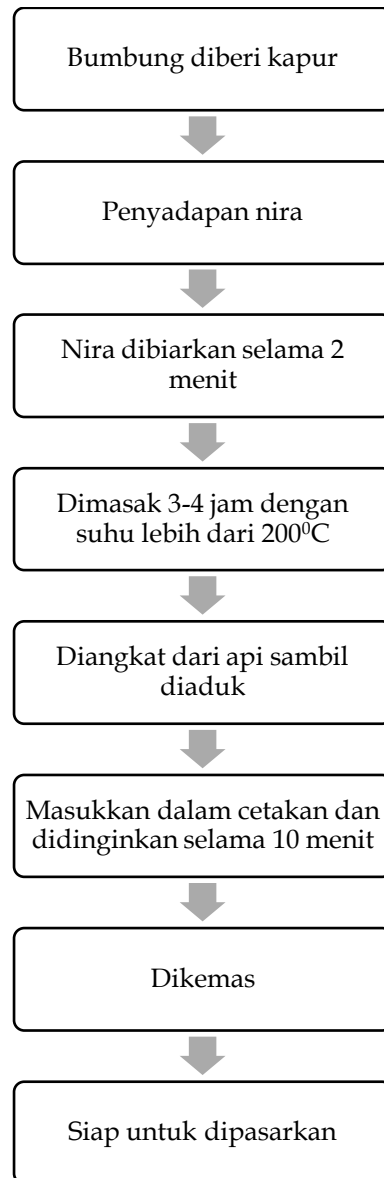 Bumbung diberi kapur
Penyadapan nira
Nira dibiarkan selama 2
menit
Dimasak 3-4 jam dengan
suhu lebih dari 200⁰C
Diangkat dari api sambil
diaduk
Masukkan dalam cetakan dan
didinginkan selama 10 menit
Dikemas
Siap untuk dipasarkan